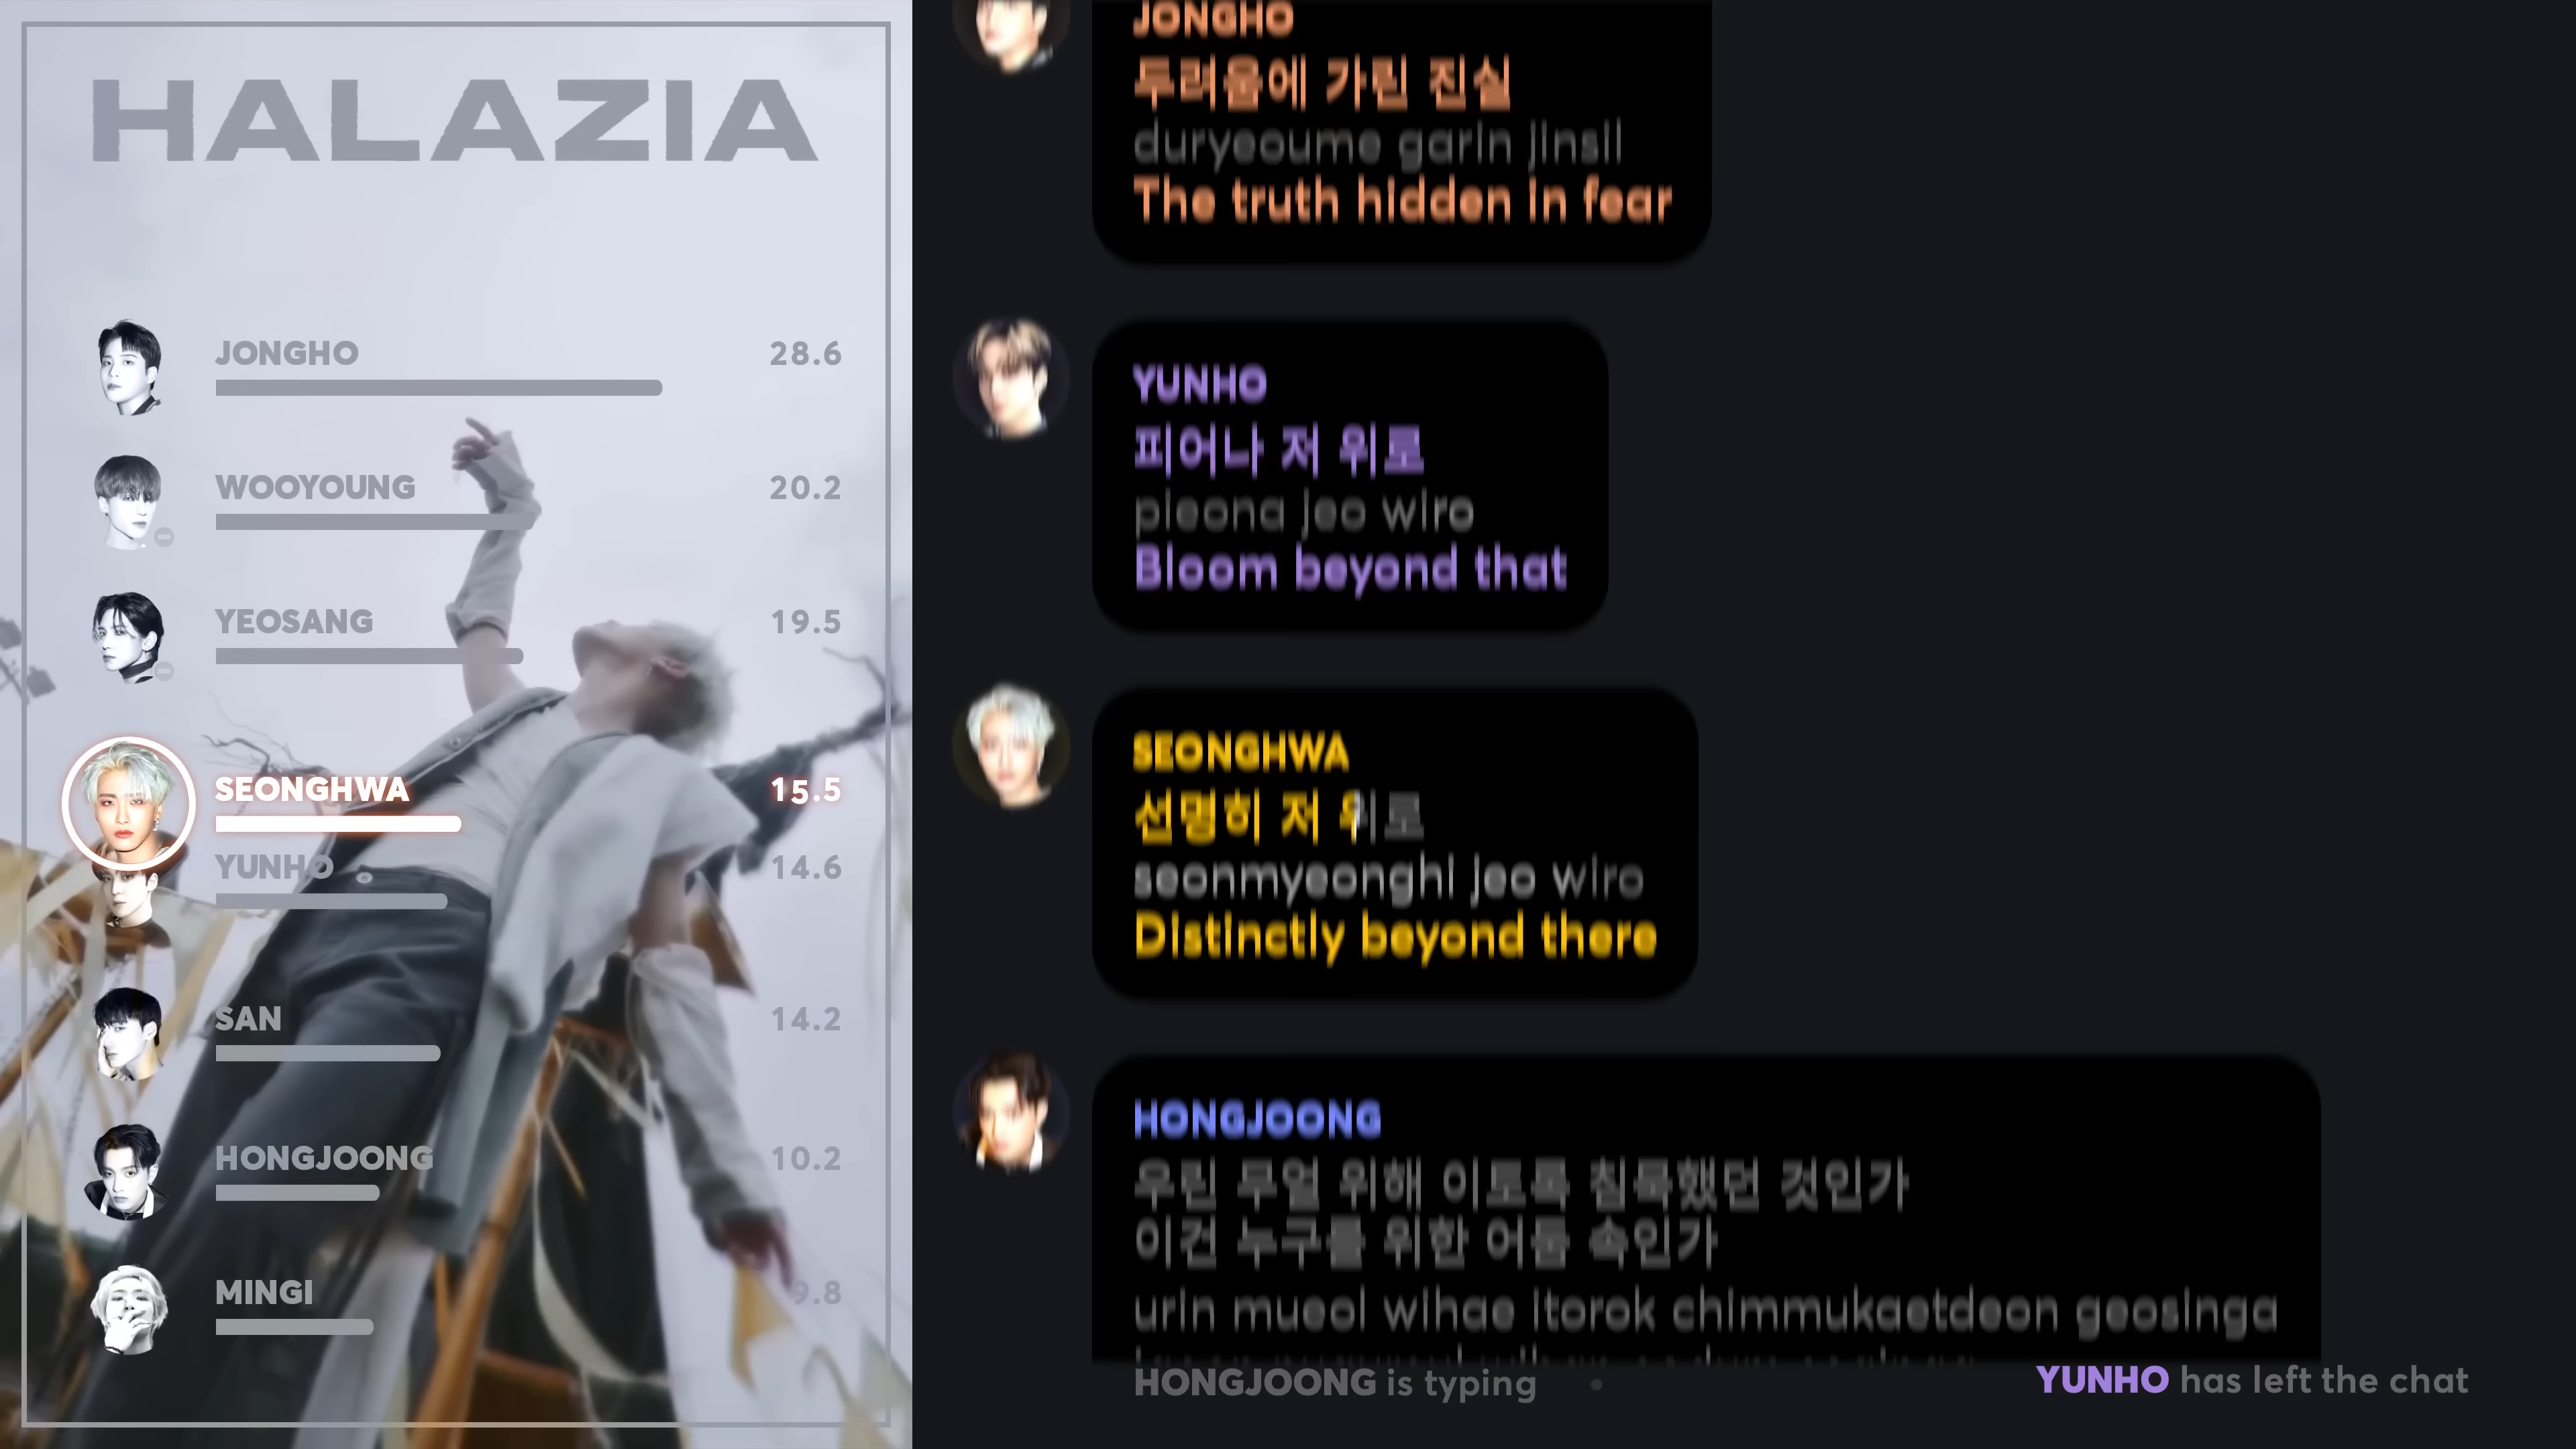 HALAZIA
JONGHO 28.6
WOOYOUNG 20.2
YEOSANG 19.5
SEONGHWA 15.5
YUNHO 14.6
SAN 14.2
HONGJOONG 10.2
MINGI 9.8
JONGHO
두려움에 가린 진실
duryeoume garin jinsil
The truth hidden in fear
YUNHO
피어나 저 위로
pieona jeo wiro
Bloom beyond that
SEONGHWA
선명히 저 위로
seonmyeonghi jeo wiro
Distinctly beyond there
HONGJOONG
우린 무얼 위해 이토록 침묵했던 것인가
이건 누구를 위한 어둠 속인가
urin mueol wihae itorok chimmukaetdeon geosinga
HONGJOONG is typing
YUNHO has left the chat